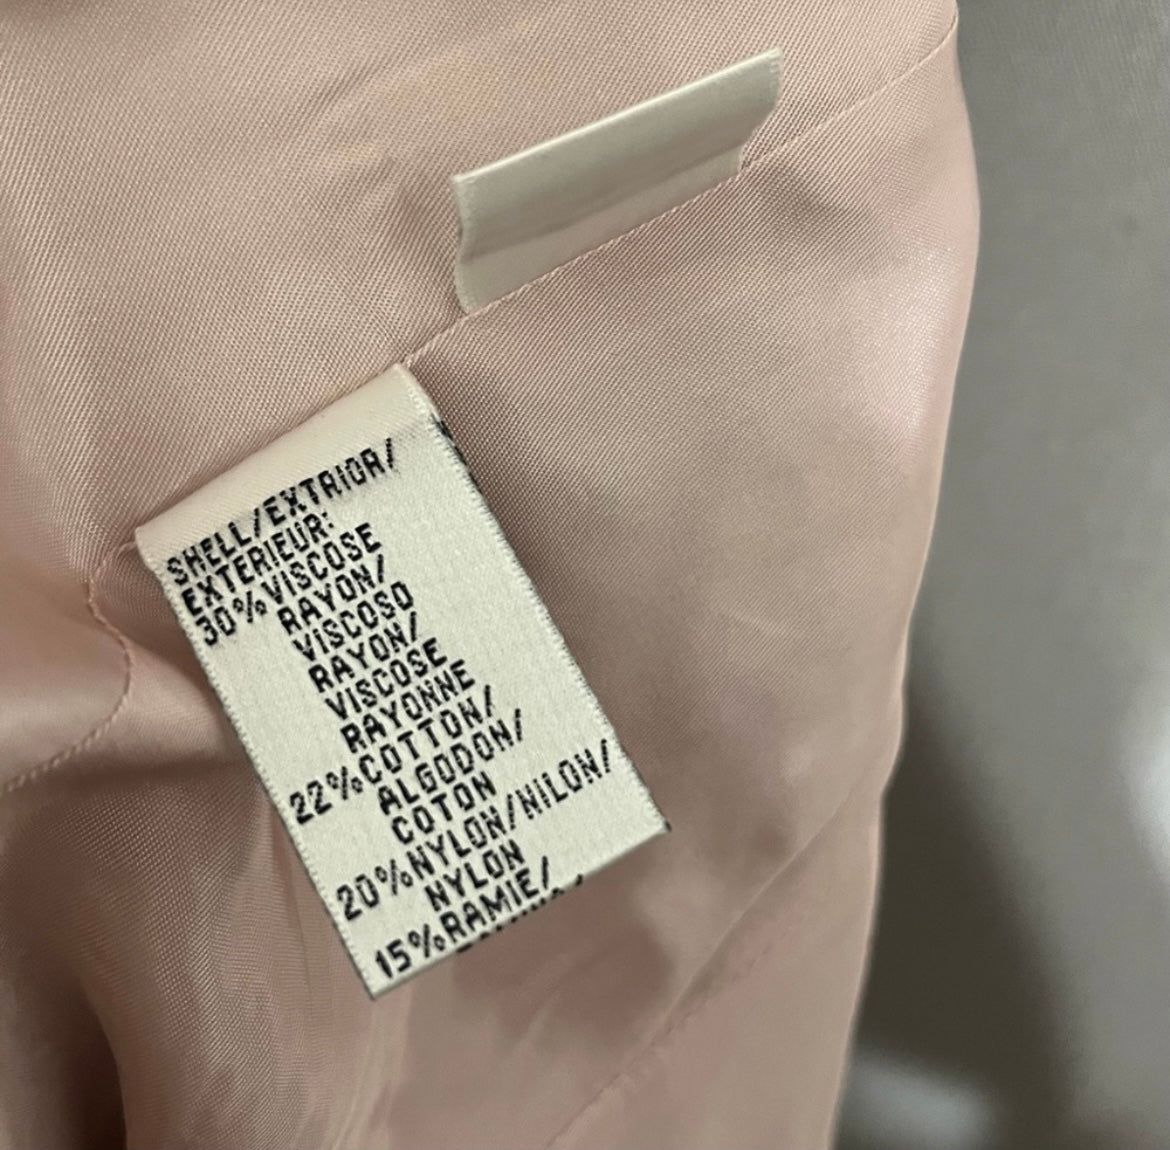 SHELL/EXTRIOR/
EXTERIEUR:
30%VISCOSE
RAYON/
VISCOSO
RAYON/
VISCOSE
RAYONNE
22%COTTON/
ALGODON/
COTON
20%NYLON/NILON/
NYLON
15%RAMIE/